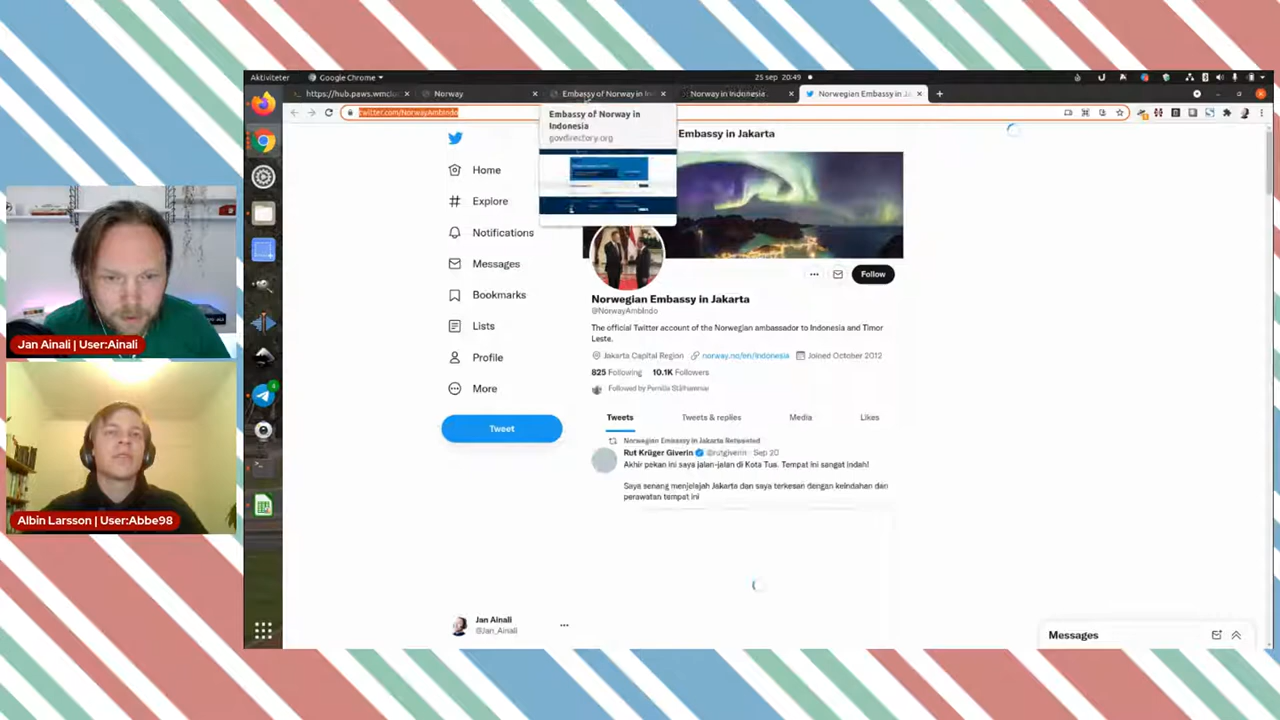 Aktiviteter
Google Chrome
25 sep 20:49
https://hub.paws.wmcl
Norway
Embassy of Norway in In
Norway in Indonesia
Norwegian Embassy in Ja
twitter.com/NorwayAmbIndo
Embassy of Norway in
Indonesia
govdirectory.org
Embassy in Jakarta
Home
Explore
Notifications
Messages
Bookmarks
Lists
Profile
More
Tweet
Follow
Norwegian Embassy in Jakarta
@NorwayAmbIndo
The official Twitter account of the Norwegian ambassador to Indonesia and Timor
Leste.
Jakarta Capital Region
norway.no/en/indonesia
Joined October 2012
825 Following
10.1K Followers
Followed by Pernilla
Tweets
Tweets & replies
Media
Likes
Norwegian Embassy in Jakarta Retweeted
Rut Krüger Giverin @rutgiverin · Sep 20
Akhir pekan ini saya jalan-jalan di Kota Tua. Tempat ini sangat indah!
Saya senang menjelajah Jakarta dan saya terkesan dengan keindahan dan
perawatan tempat ini
Jan Ainali
@Jan_Ainali
Messages
4
Jan Ainali | User:Ainali
Albin Larsson | User:Abbe98